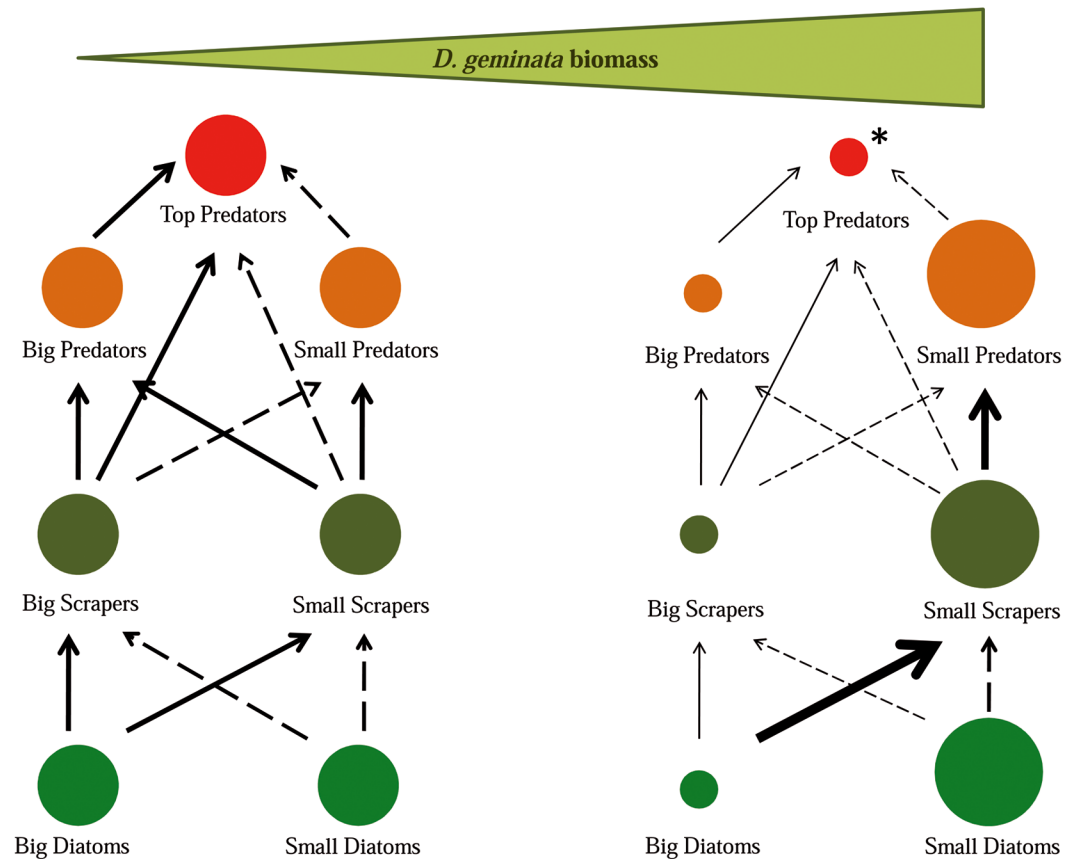 D. geminata biomass
*
Top Predators
Top Predators
Big Predators
Small Predators
Big Predators
Small Predators
Big Scrapers
Small Scrapers
Big Scrapers
Small Scrapers
Big Diatoms
Small Diatoms
Big Diatoms
Small Diatoms